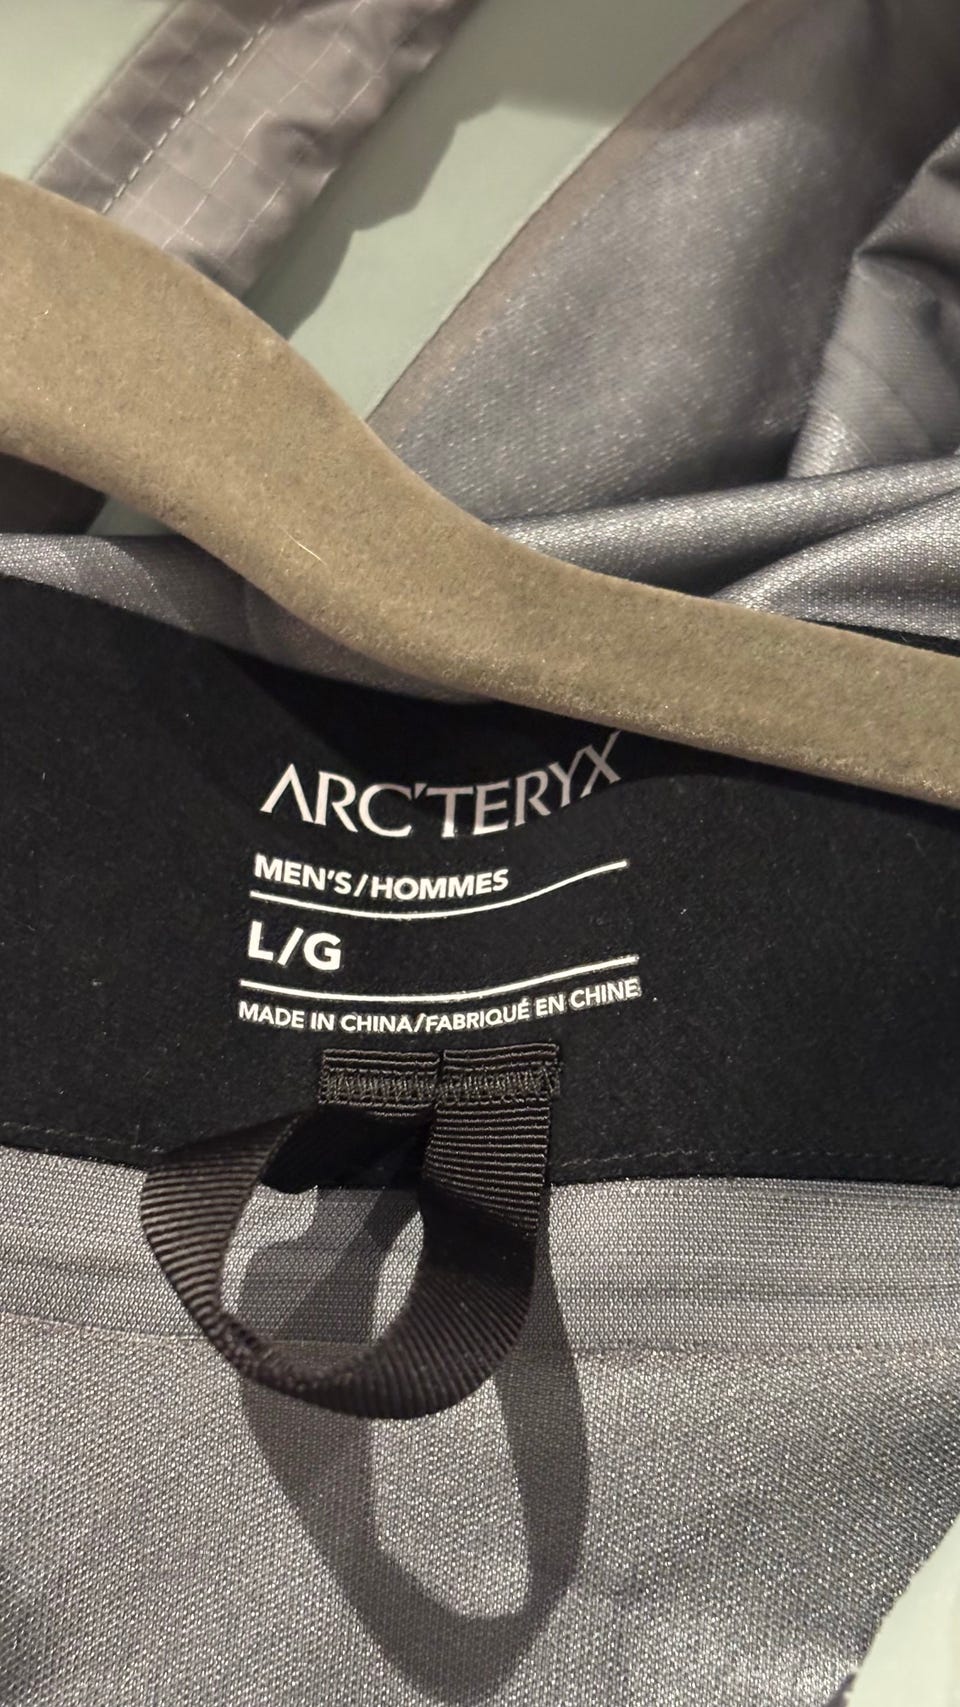 ARC'TERYX
MEN'S/HOMMES
L/G
MADE IN CHINA/FABRIQUÉ EN CHINE